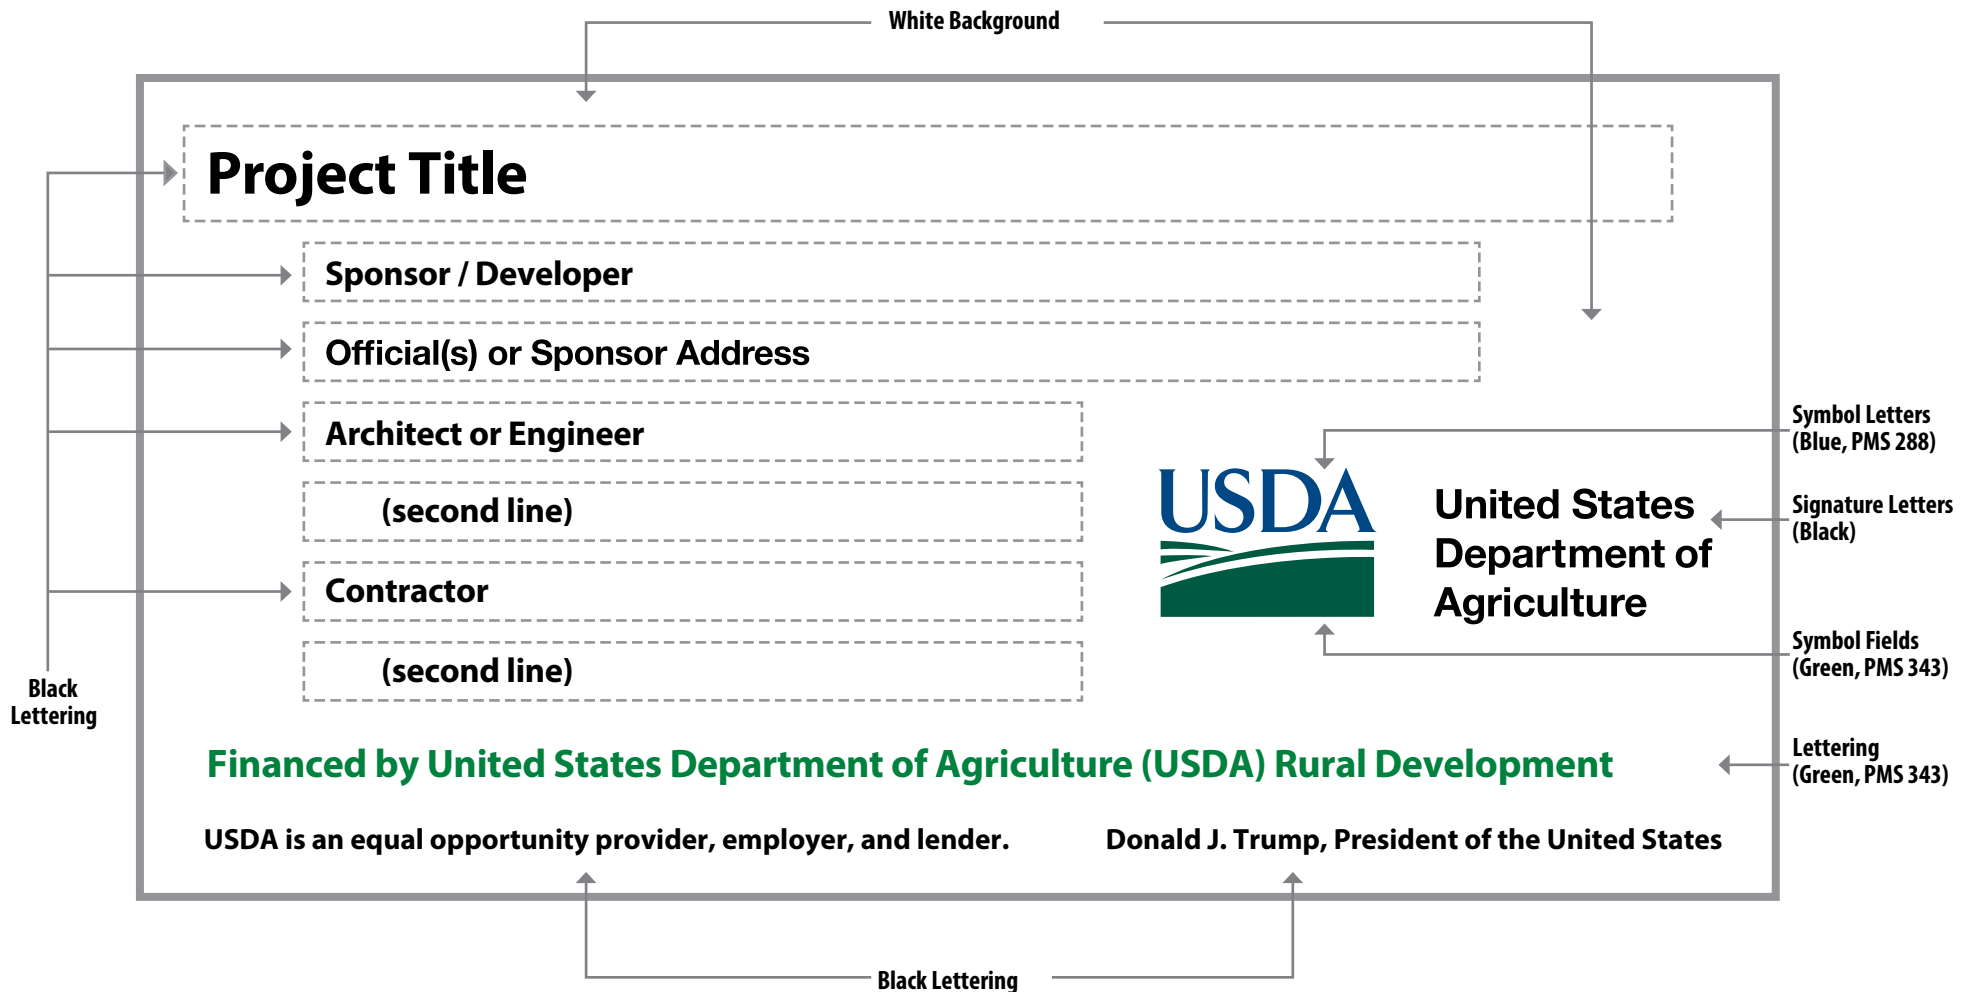 White Background
Project Title
Sponsor / Developer
Official(s) or Sponsor Address
Architect or Engineer
(second line)
Contractor
(second line)
Black
Lettering
USDA
United States
Department of
Agriculture
Symbol Letters
(Blue, PMS 288)
Signature Letters
(Black)
Symbol Fields
(Green, PMS 343)
Lettering
(Green, PMS 343)
Financed by United States Department of Agriculture (USDA) Rural Development
USDA is an equal opportunity provider, employer, and lender.
Donald J. Trump, President of the United States
Black Lettering